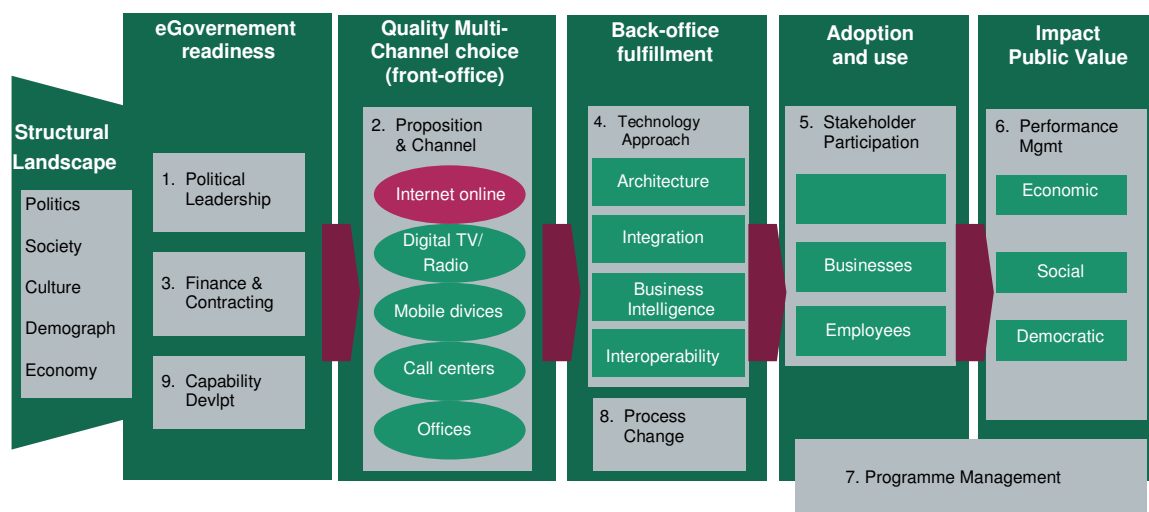 Structural
Landscape
Politics
Society
Culture
Demograph
Economy
eGovernement
readiness
1. Political
Leadership
3. Finance &
Contracting
9. Capability
Devlpt
Quality Multi-
Channel choice
(front-office)
2. Proposition
& Channel
Internet online
Digital TV/
Radio
Mobile divices
Call centers
Offices
Back-office
fulfillment
4. Technology
Approach
Architecture
Integration
Business
Intelligence
Interoperability
8. Process
Change
Adoption
and use
5. Stakeholder
Participation
Businesses
Employees
Impact
Public Value
6. Performance
Mgmt
Economic
Social
Democratic
7. Programme Management